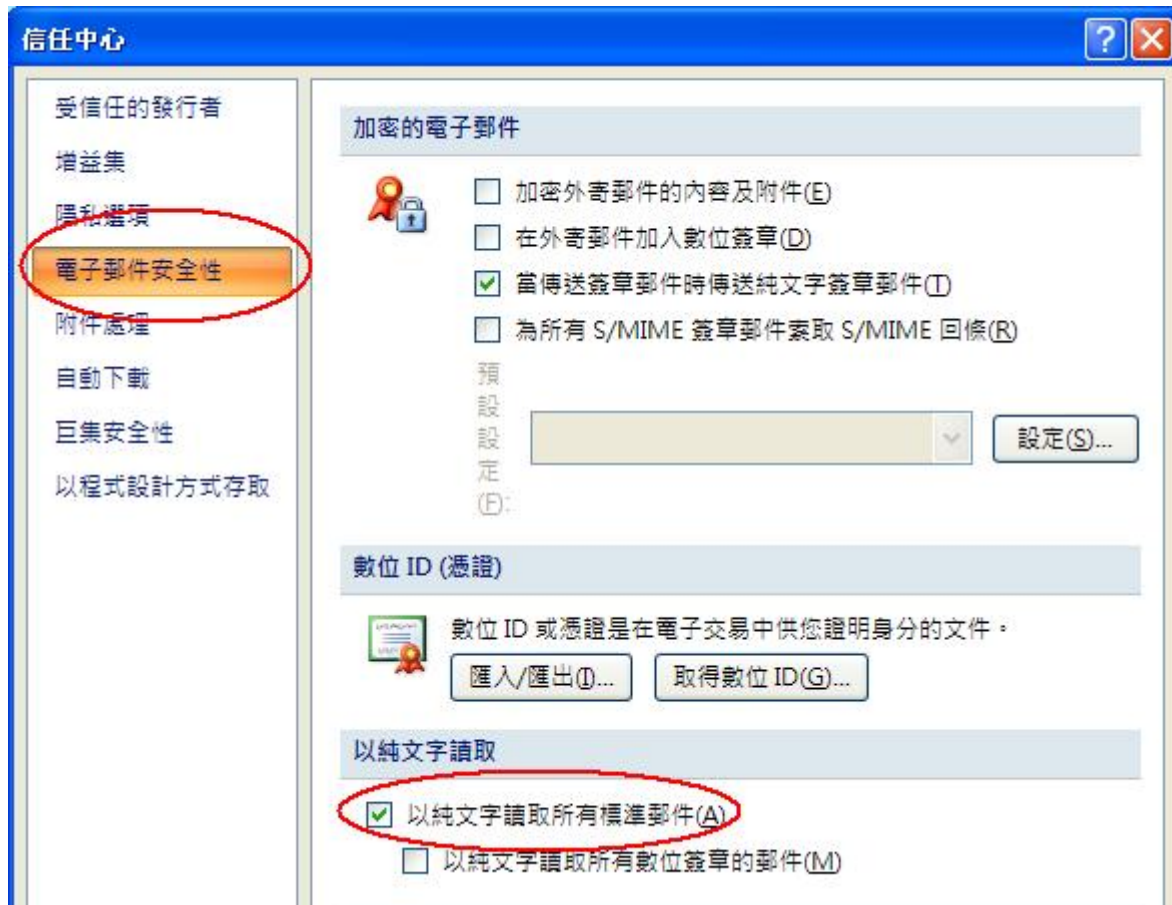 信任中心
受信任的發行者
增益集
隱私選項
電子郵件安全性
附件處理
自動下載
巨集安全性
以程式設計方式存取
加密的電子郵件
加密外寄郵件的內容及附件(E)
在外寄郵件加入數位簽章(D)
當傳送簽章郵件時傳送純文字簽章郵件(T)
為所有 S/MIME 簽章郵件索取 S/MIME 回條(R)
預
設
設
定
(F):
設定(S)...
數位 ID (憑證)
數位 ID 或憑證是在電子交易中供您證明身分的文件。
匯入/匯出(I)...
取得數位 ID(G)...
以純文字讀取
以純文字讀取所有標準郵件(A)
以純文字讀取所有數位簽章的郵件(M)